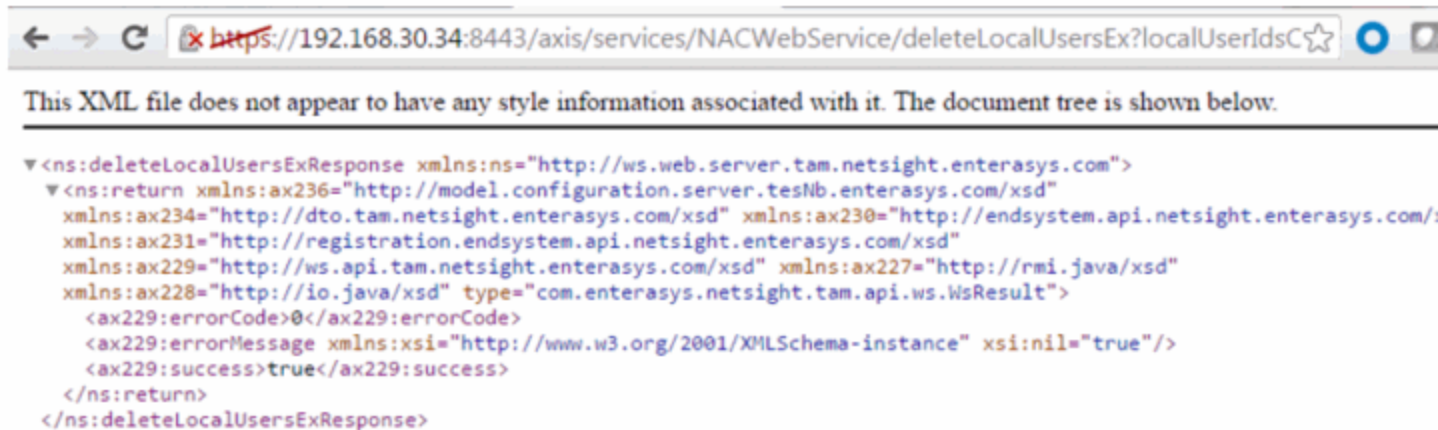 https://192.168.30.34:8443/axis/services/NACWebService/deleteLocalUsersEx?localUserIdsC
This XML file does not appear to have any style information associated with it. The document tree is shown below.
▼<ns:deleteLocalUsersExResponse xmlns:ns="http://ws.web.server.tam.netsight.enterasys.com">
▼<ns:return xmlns:ax236="http://model.configuration.server.tesNb.enterasys.com/xsd"
xmlns:ax234="http://dto.tam.netsight.enterasys.com/xsd" xmlns:ax230="http://endsystem.api.netsight.enterasys.com/
xmlns:ax231="http://registration.endsystem.api.netsight.enterasys.com/xsd"
xmlns:ax229="http://ws.api.tam.netsight.enterasys.com/xsd" xmlns:ax227="http://rmi.java/xsd"
xmlns:ax228="http://io.java/xsd" type="com.enterasys.netsight.tam.api.ws.WsResult">
<ax229:errorCode>0</ax229:errorCode>
<ax229:errorMessage xmlns:xsi="http://www.w3.org/2001/XMLSchema-instance" xsi:nil="true"/>
<ax229:success>true</ax229:success>
</ns:return>
</ns:deleteLocalUsersExResponse>